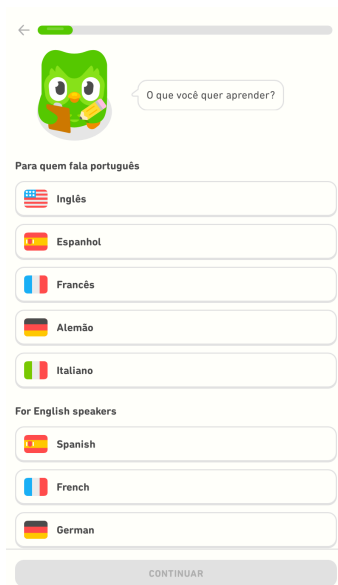 O que você quer aprender?
Para quem fala português
Inglês
Espanhol
Francês
Alemão
Italiano
For English speakers
Spanish
French
German
CONTINUAR